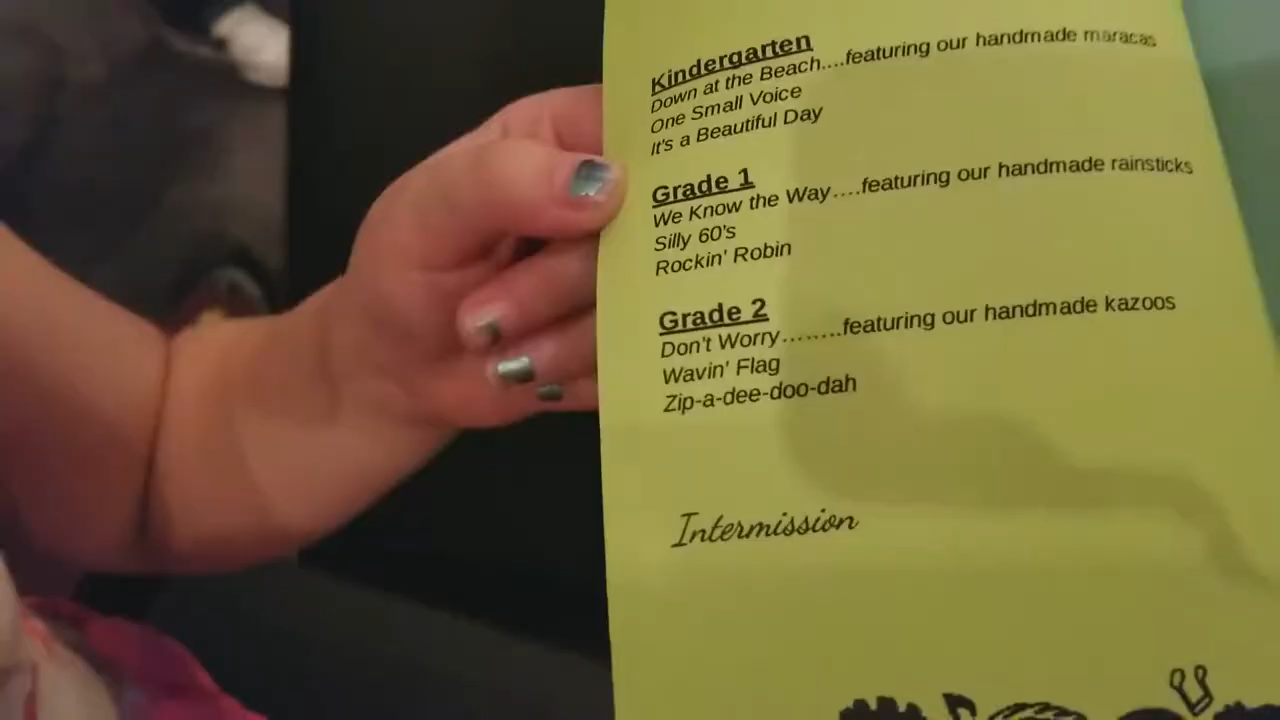 Kindergarten
Down at the Beach....featuring our handmade maracas
One Small Voice
It's a Beautiful Day
Grade 1
We Know the Way....featuring our handmade rainsticks
Silly 60's
Rockin' Robin
Grade 2
Don't Worry........featuring our handmade kazoos
Wavin' Flag
Zip-a-dee-doo-dah
Intermission